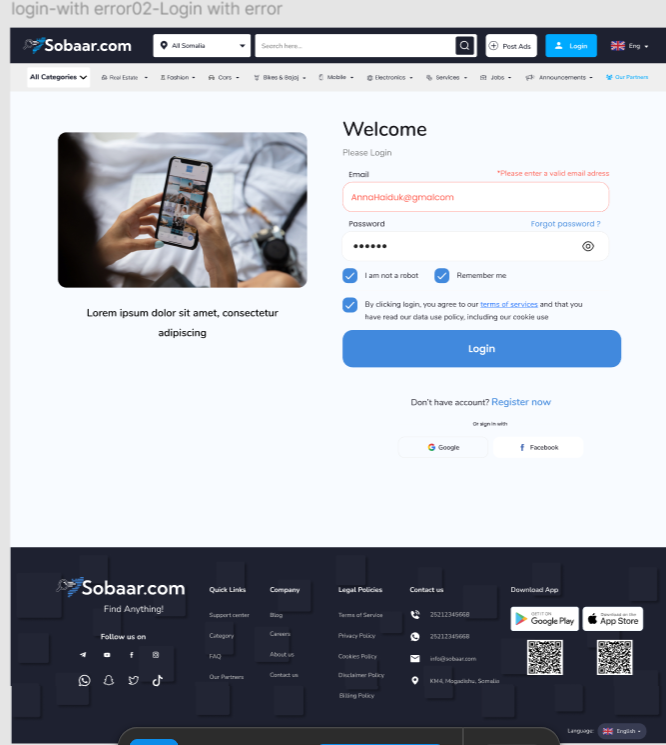 login-with error02-Login with error
Sobaar.com
All Somalia
Search here...
Post Ads
Login
Eng
All Categories
Real Estate
Fashion
Cars
Bikes & Bajaj
Mobile
Electronics
Services
Jobs
Announcements
Our Partners
Welcome
Please Login
Email
*Please enter a valid email adress
AnnaHaiduk@gmalcom
Password
Forgot password ?
I am not a robot
Remember me
By clicking login, you agree to our terms of services and that you
have read our data use policy, including our cookie use
Login
Lorem ipsum dolor sit amet, consectetur
adipiscing
Don't have account? Register now
Or sign in with
Google
Facebook
Sobaar.com
Find Anything!
Follow us on
Quick Links
Support center
Category
FAQ
Our Partners
Company
Blog
Careers
About us
Contact us
Legal Policies
Terms of Service
Privacy Policy
Cookies Policy
Disclaimer Policy
Billing Policy
Contact us
25212345668
25212345668
info@sobaar.com
KM4, Mogadishu, Somalia
Download App
GET IT ON
Google Play
Download on the
App Store
Language:
English